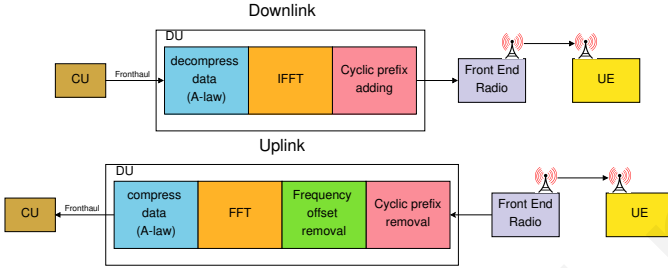 Downlink
DU
CU
Fronthaul
decompress
data
(A-law)
IFFT
Cyclic prefix
adding
Front End
Radio
UE
Uplink
DU
CU
Fronthaul
compress
data
(A-law)
FFT
Frequency
offset
removal
Cyclic prefix
removal
Front End
Radio
UE